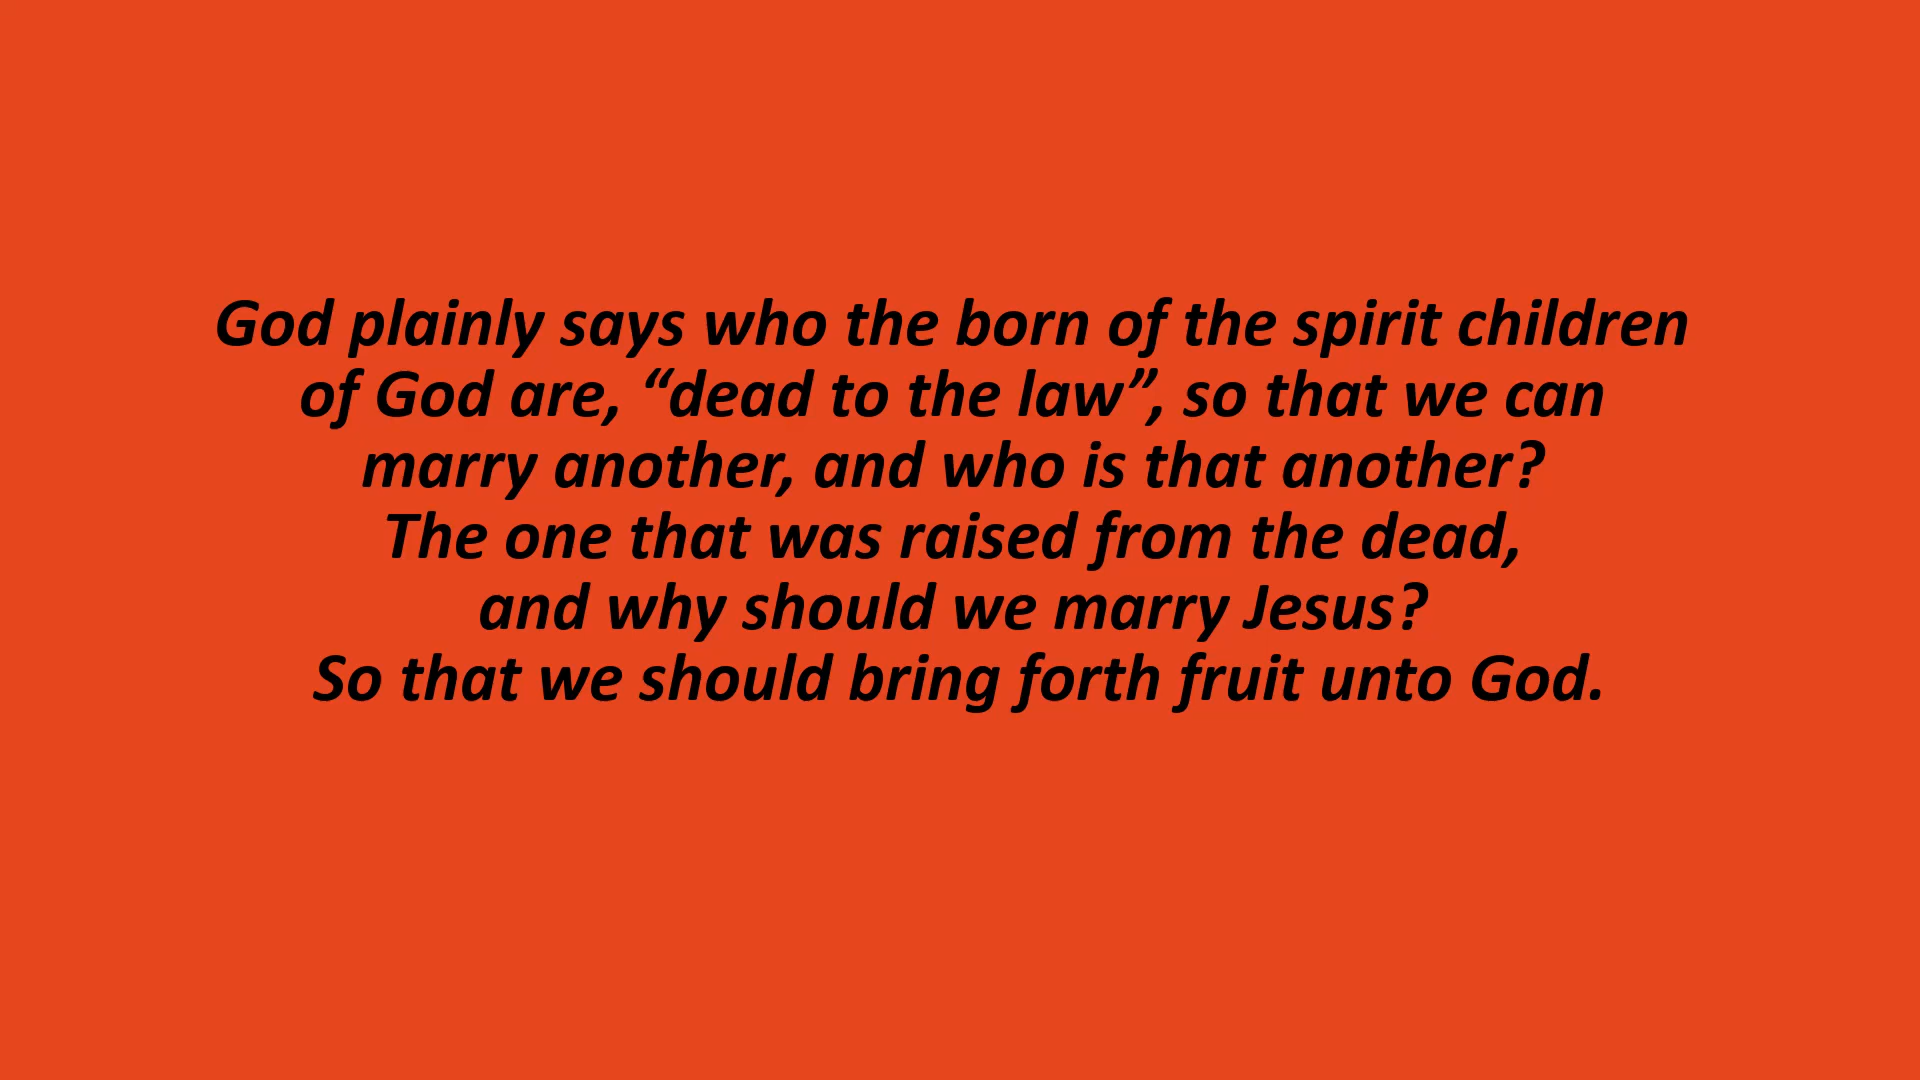 God plainly says who the born of the spirit children
of God are, “dead to the law”, so that we can
marry another, and who is that another?
The one that was raised from the dead,
and why should we marry Jesus?
So that we should bring forth fruit unto God.